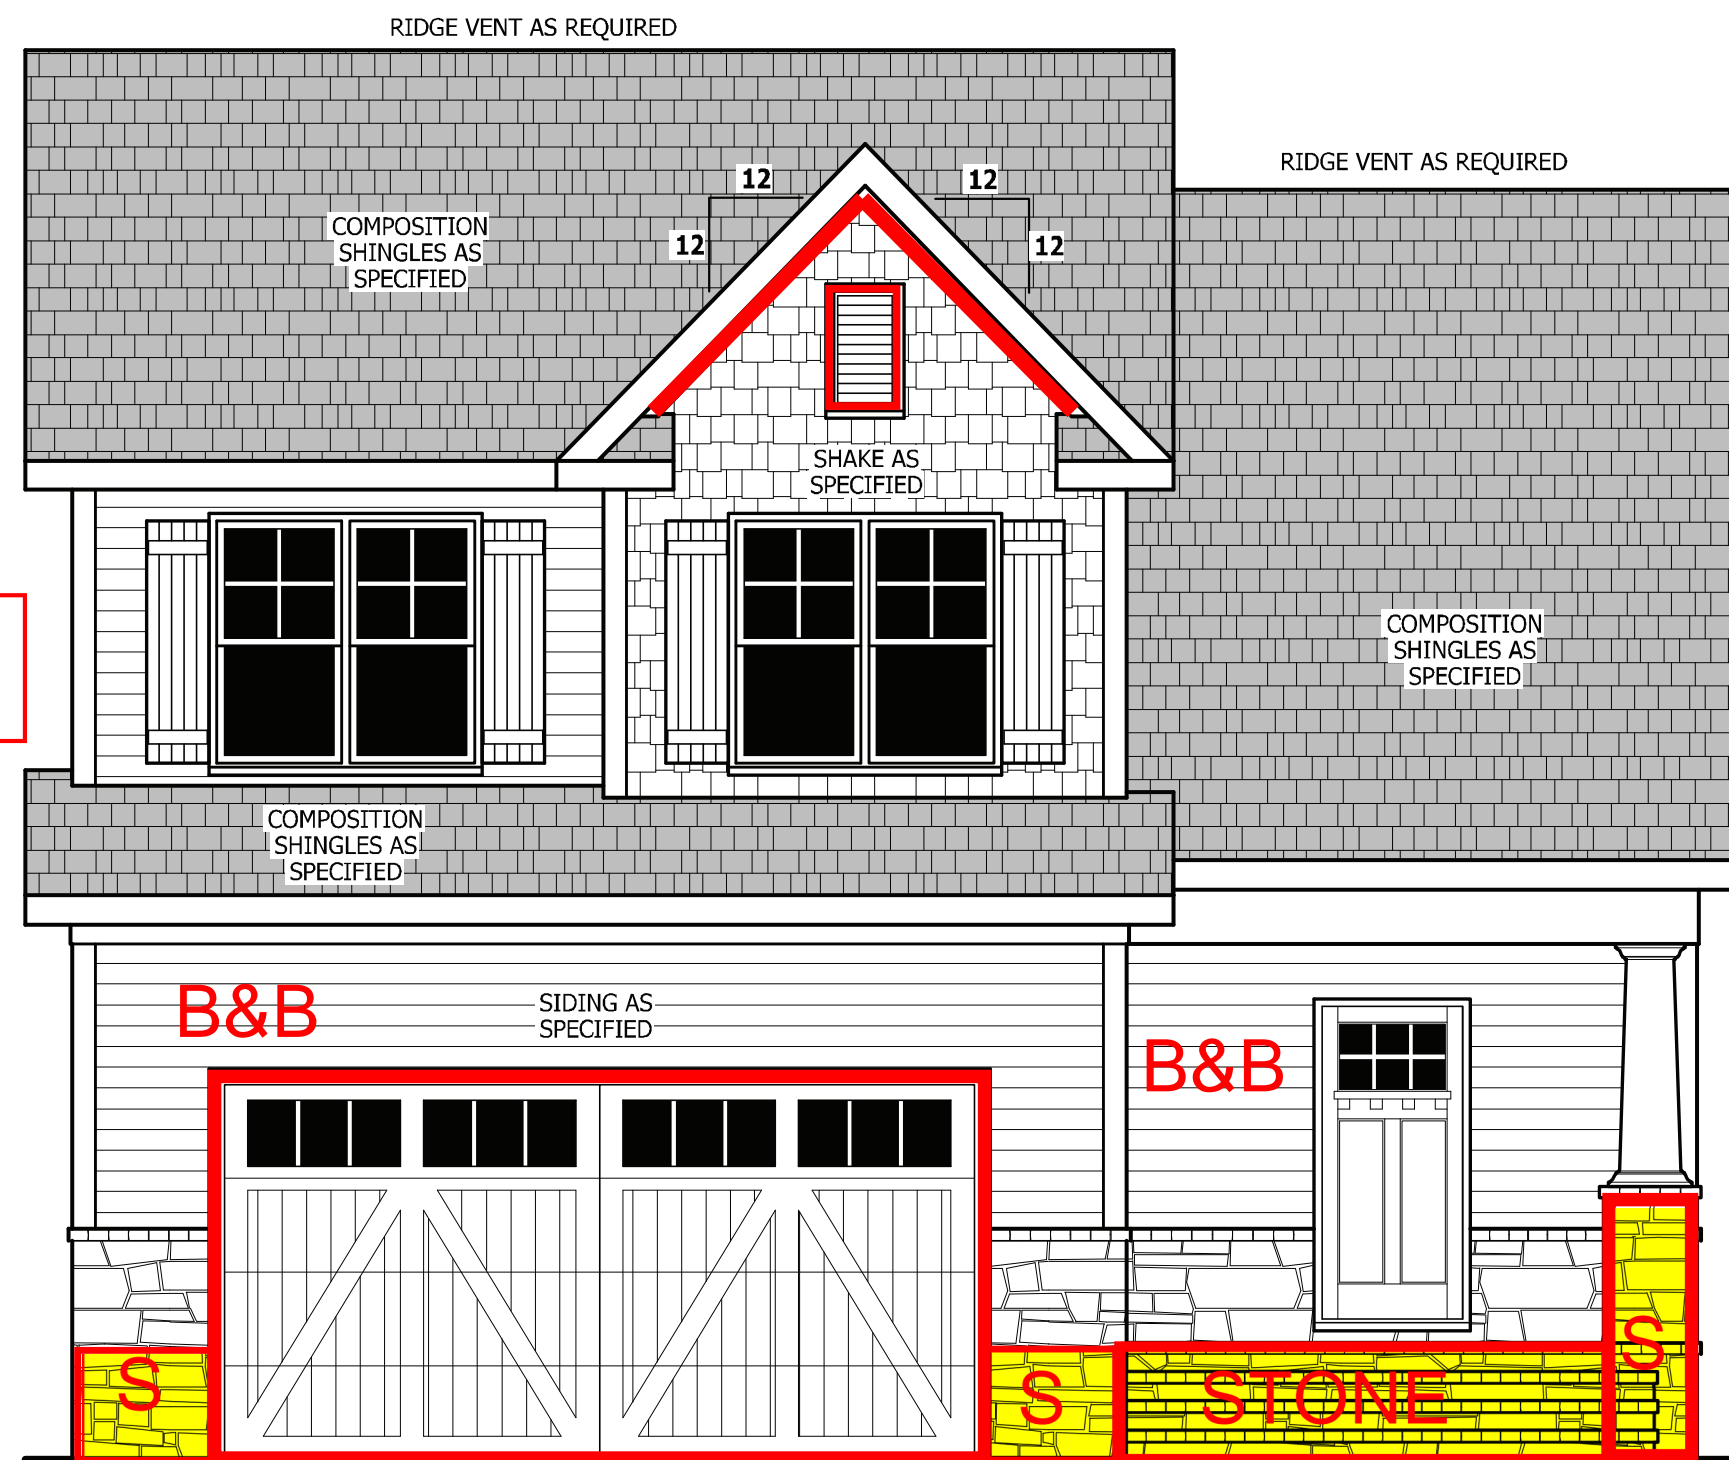 RIDGE VENT AS REQUIRED
RIDGE VENT AS REQUIRED
12
12
12
12
COMPOSITION
SHINGLES AS
SPECIFIED
SHAKE AS
SPECIFIED
COMPOSITION
SHINGLES AS
SPECIFIED
COMPOSITION
SHINGLES AS
SPECIFIED
B&B
SIDING AS
SPECIFIED
B&B
S
S
STONE
S